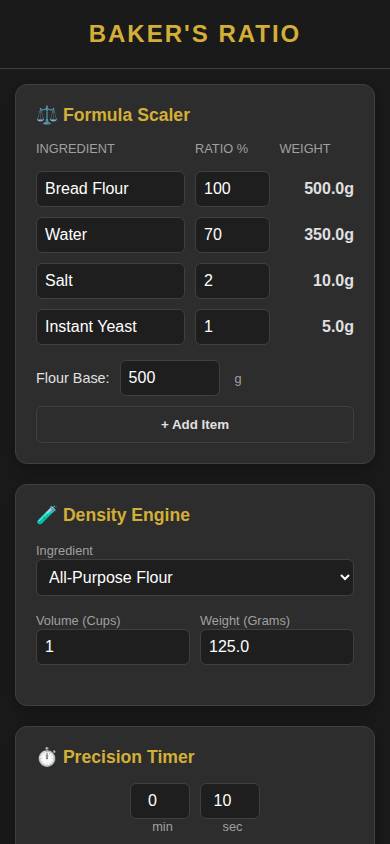 BAKER'S RATIO
⚖️ Formula Scaler
INGREDIENT RATIO % WEIGHT
Bread Flour 100 500.0g
Water 70 350.0g
Salt 2 10.0g
Instant Yeast 1 5.0g
Flour Base: 500 g
+ Add Item
🧪 Density Engine
Ingredient
All-Purpose Flour
Volume (Cups) Weight (Grams)
1 125.0
⏱️ Precision Timer
0 10
min sec